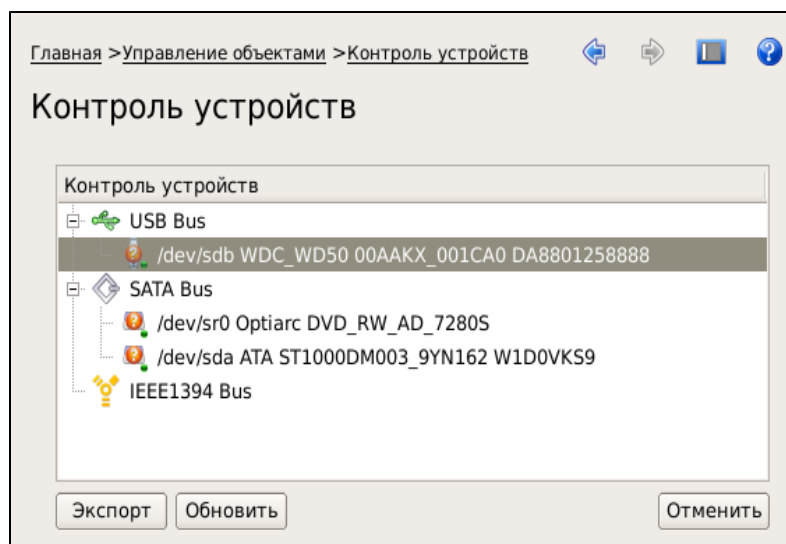 Главная >Управление объектами >Контроль устройств
Контроль устройств
Контроль устройств
USB Bus
/dev/sdb WDC_WD50 00AAKX_001CA0 DA8801258888
SATA Bus
/dev/sr0 Optiarc DVD_RW_AD_7280S
/dev/sda ATA ST1000DM003_9YN162 W1D0VKS9
IEEE1394 Bus
Экспорт Обновить Отменить